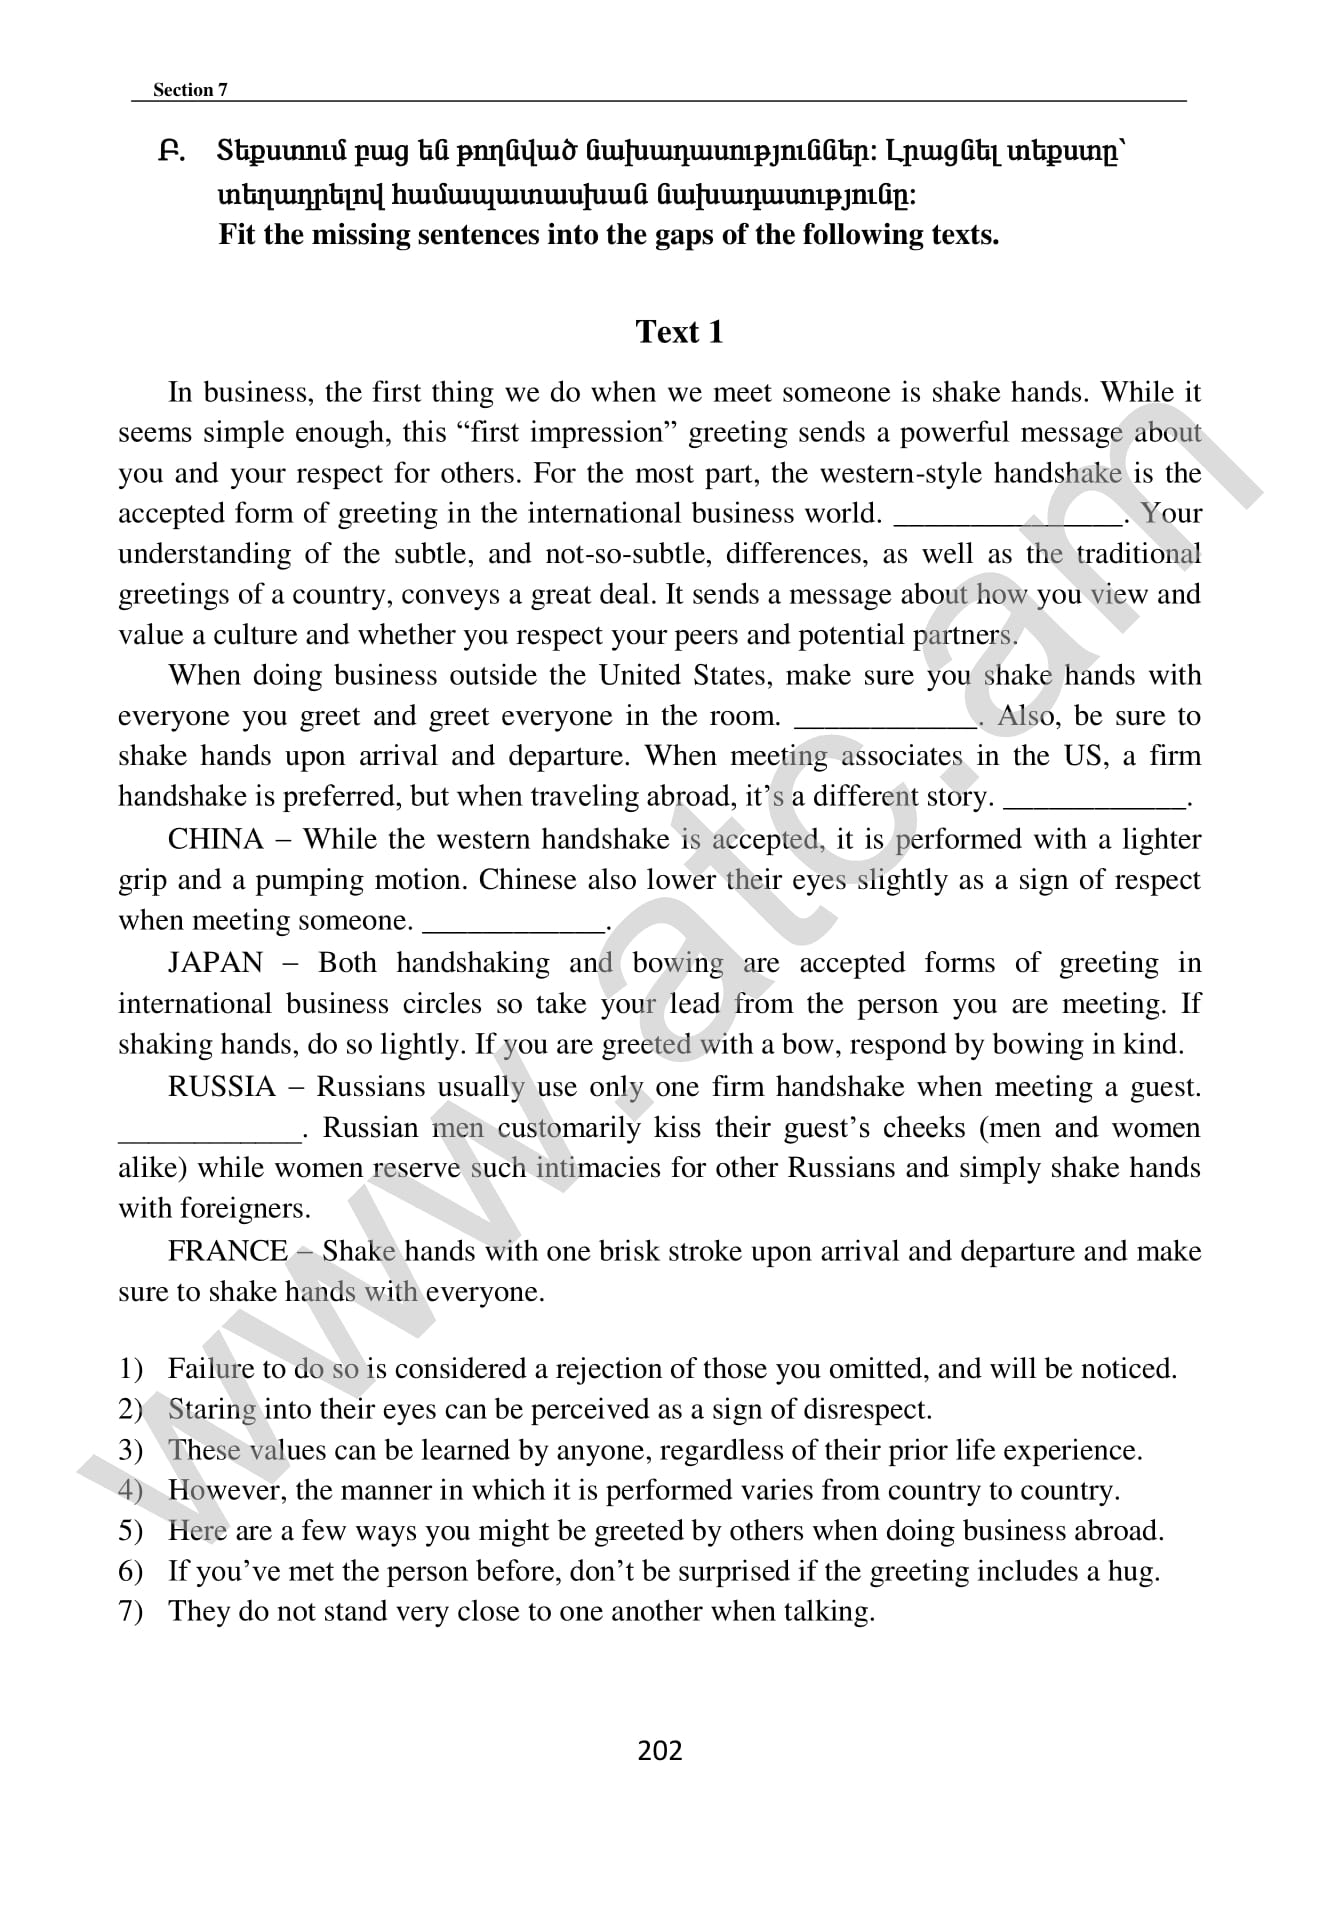 Section 7
Բ. Տեքստում բաց են թողնված նախադասություններ: Լրացնել տեքստը՝
տեղադրելով համապատասխան նախադասությունը:
Fit the missing sentences into the gaps of the following texts.
Text 1
In business, the first thing we do when we meet someone is shake hands. While it
seems simple enough, this “first impression” greeting sends a powerful message about
you and your respect for others. For the most part, the western-style handshake is the
accepted form of greeting in the international business world. _______________. Your
understanding of the subtle, and not-so-subtle, differences, as well as the traditional
greetings of a country, conveys a great deal. It sends a message about how you view and
value a culture and whether you respect your peers and potential partners.
When doing business outside the United States, make sure you shake hands with
everyone you greet and greet everyone in the room. ____________. Also, be sure to
shake hands upon arrival and departure. When meeting associates in the US, a firm
handshake is preferred, but when traveling abroad, it’s a different story. ____________.
CHINA – While the western handshake is accepted, it is performed with a lighter
grip and a pumping motion. Chinese also lower their eyes slightly as a sign of respect
when meeting someone. ____________.
JAPAN – Both handshaking and bowing are accepted forms of greeting in
international business circles so take your lead from the person you are meeting. If
shaking hands, do so lightly. If you are greeted with a bow, respond by bowing in kind.
RUSSIA – Russians usually use only one firm handshake when meeting a guest.
____________. Russian men customarily kiss their guest’s cheeks (men and women
alike) while women reserve such intimacies for other Russians and simply shake hands
with foreigners.
FRANCE – Shake hands with one brisk stroke upon arrival and departure and make
sure to shake hands with everyone.
1) Failure to do so is considered a rejection of those you omitted, and will be noticed.
2) Staring into their eyes can be perceived as a sign of disrespect.
3) These values can be learned by anyone, regardless of their prior life experience.
4) However, the manner in which it is performed varies from country to country.
5) Here are a few ways you might be greeted by others when doing business abroad.
6) If you’ve met the person before, don’t be surprised if the greeting includes a hug.
7) They do not stand very close to one another when talking.
202
www.atc.am